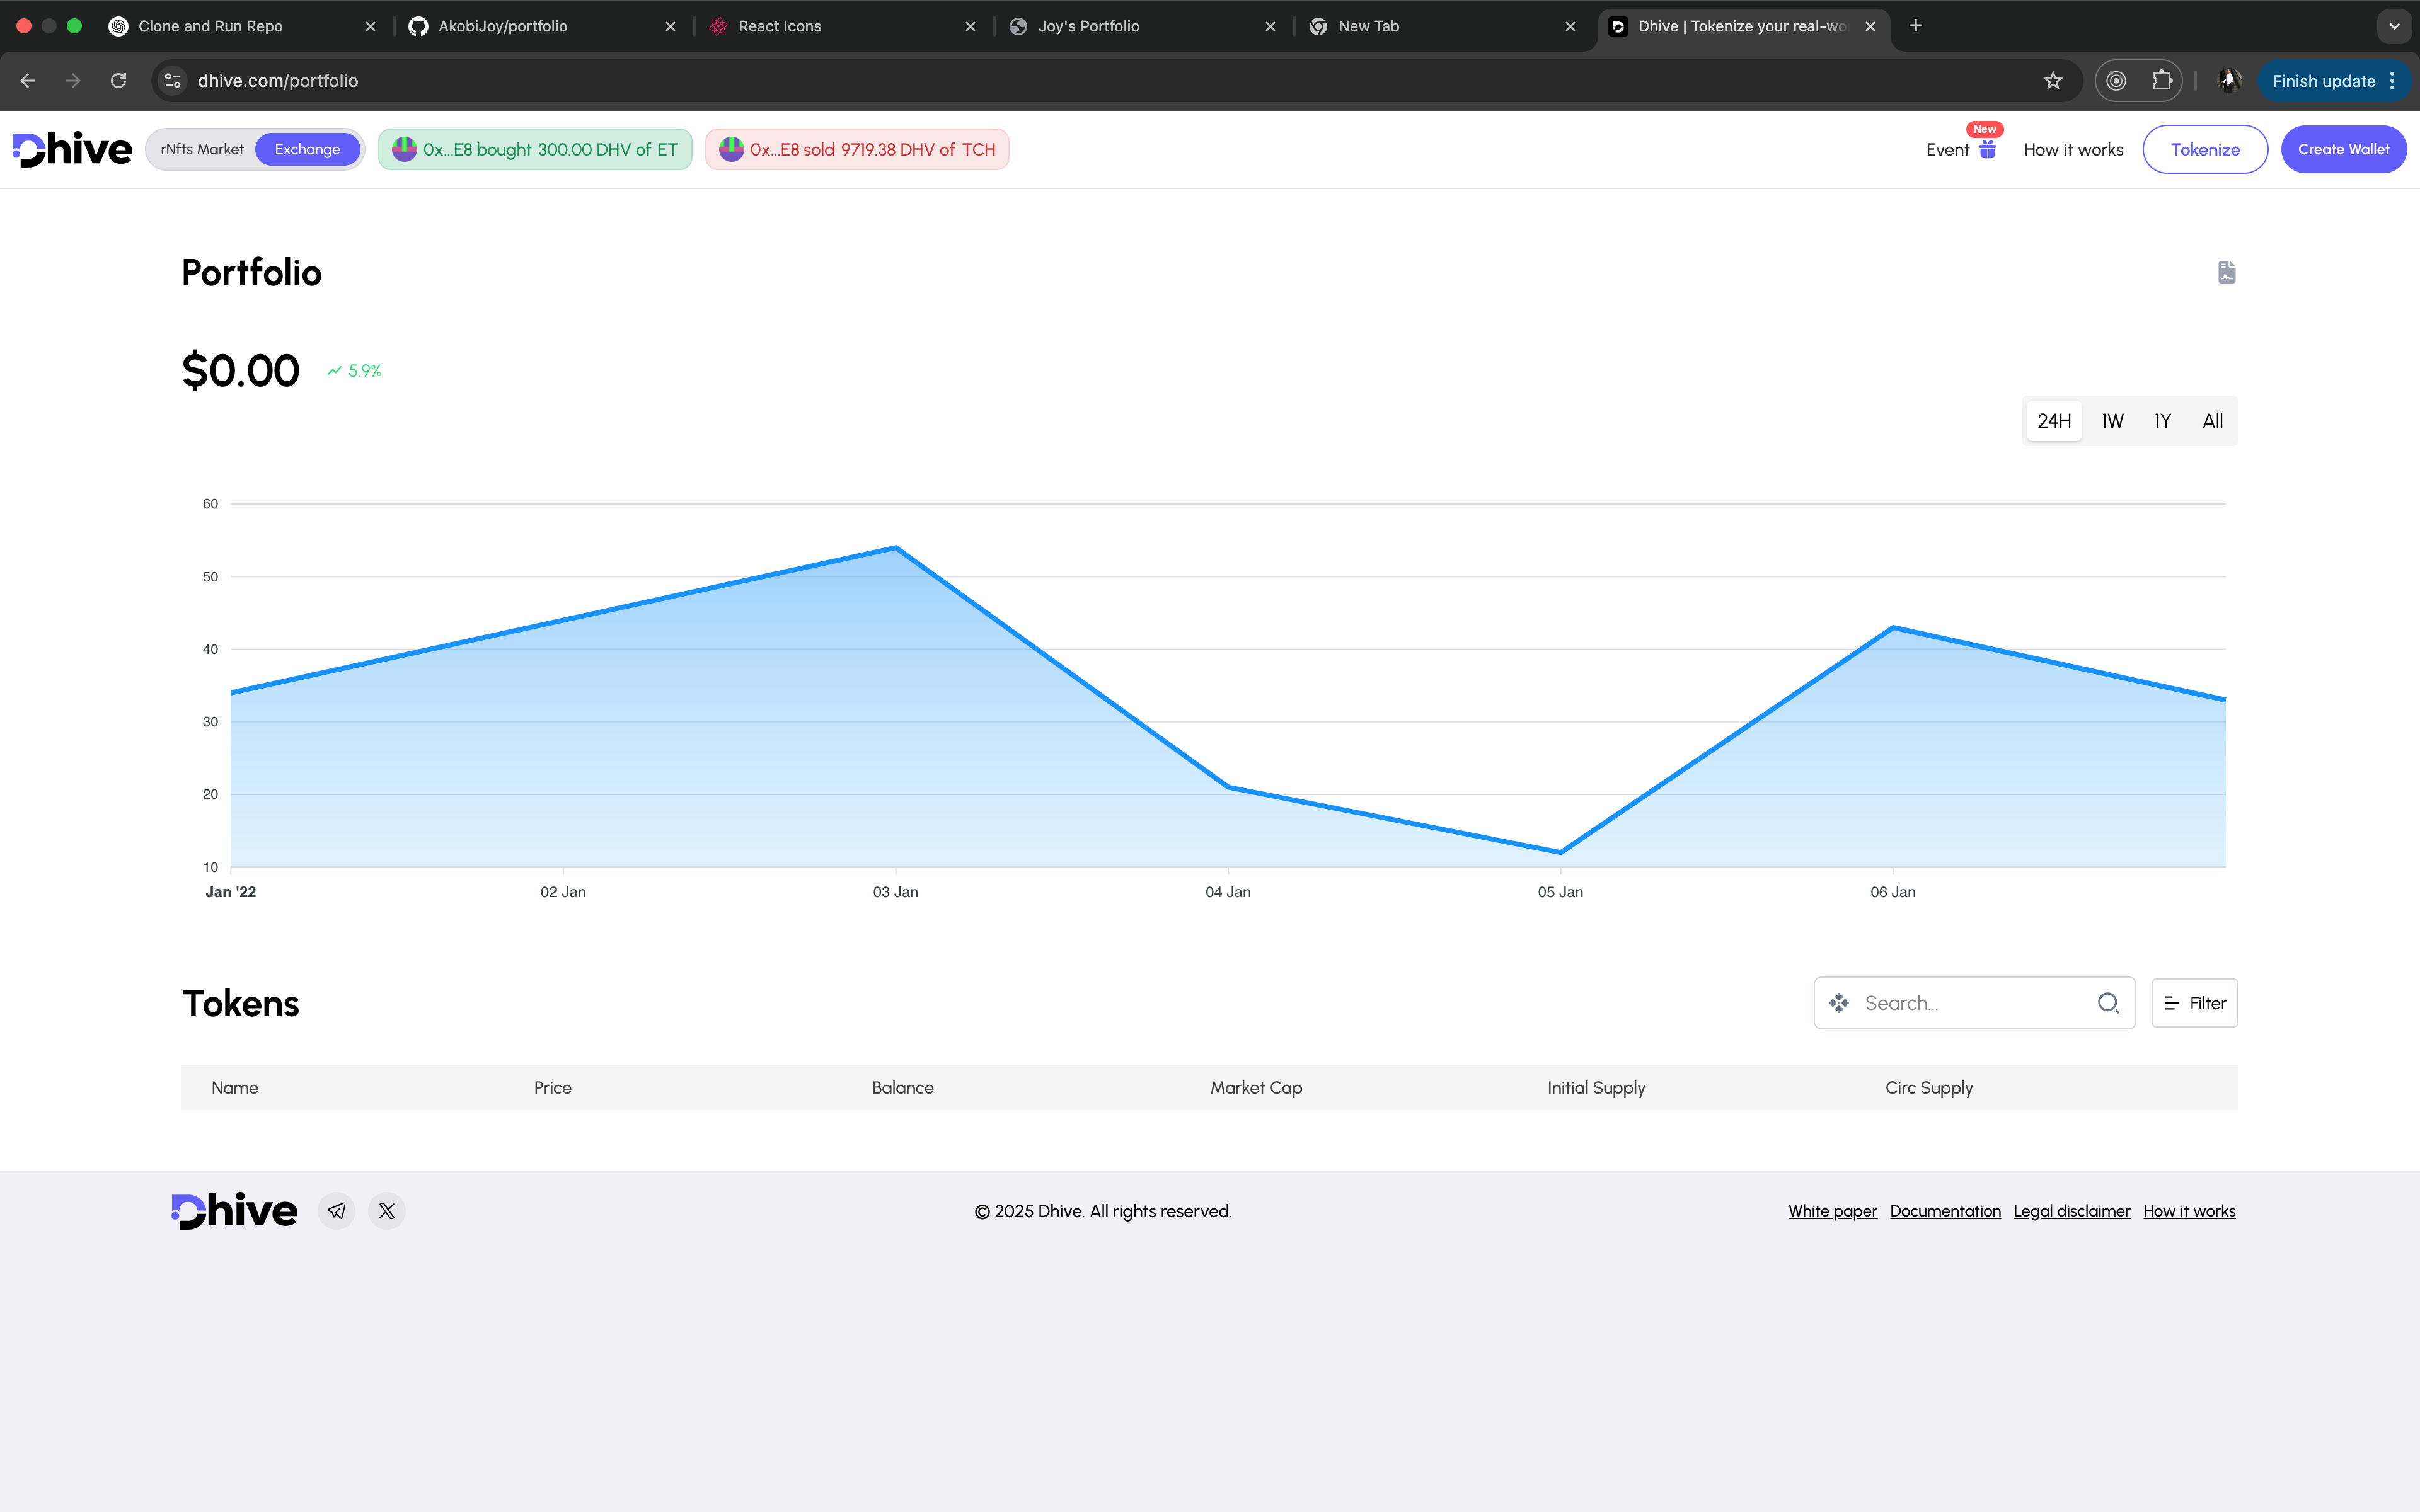 Clone and Run Repo
AkobiJoy/portfolio
React Icons
Joy's Portfolio
New Tab
Dhive | Tokenize your real-wo
dhive.com/portfolio
Finish update
Dhive
rNfts Market
Exchange
0x...E8 bought 300.00 DHV of ET
0x...E8 sold 9719.38 DHV of TCH
New
Event
How it works
Tokenize
Create Wallet
Portfolio
$0.00
5.9%
24H 1W 1Y All
60
50
40
30
20
10
Jan '22 02 Jan 03 Jan 04 Jan 05 Jan 06 Jan
Tokens
Search...
Filter
Name Price Balance Market Cap Initial Supply Circ Supply
Dhive
© 2025 Dhive. All rights reserved.
White paper Documentation Legal disclaimer How it works